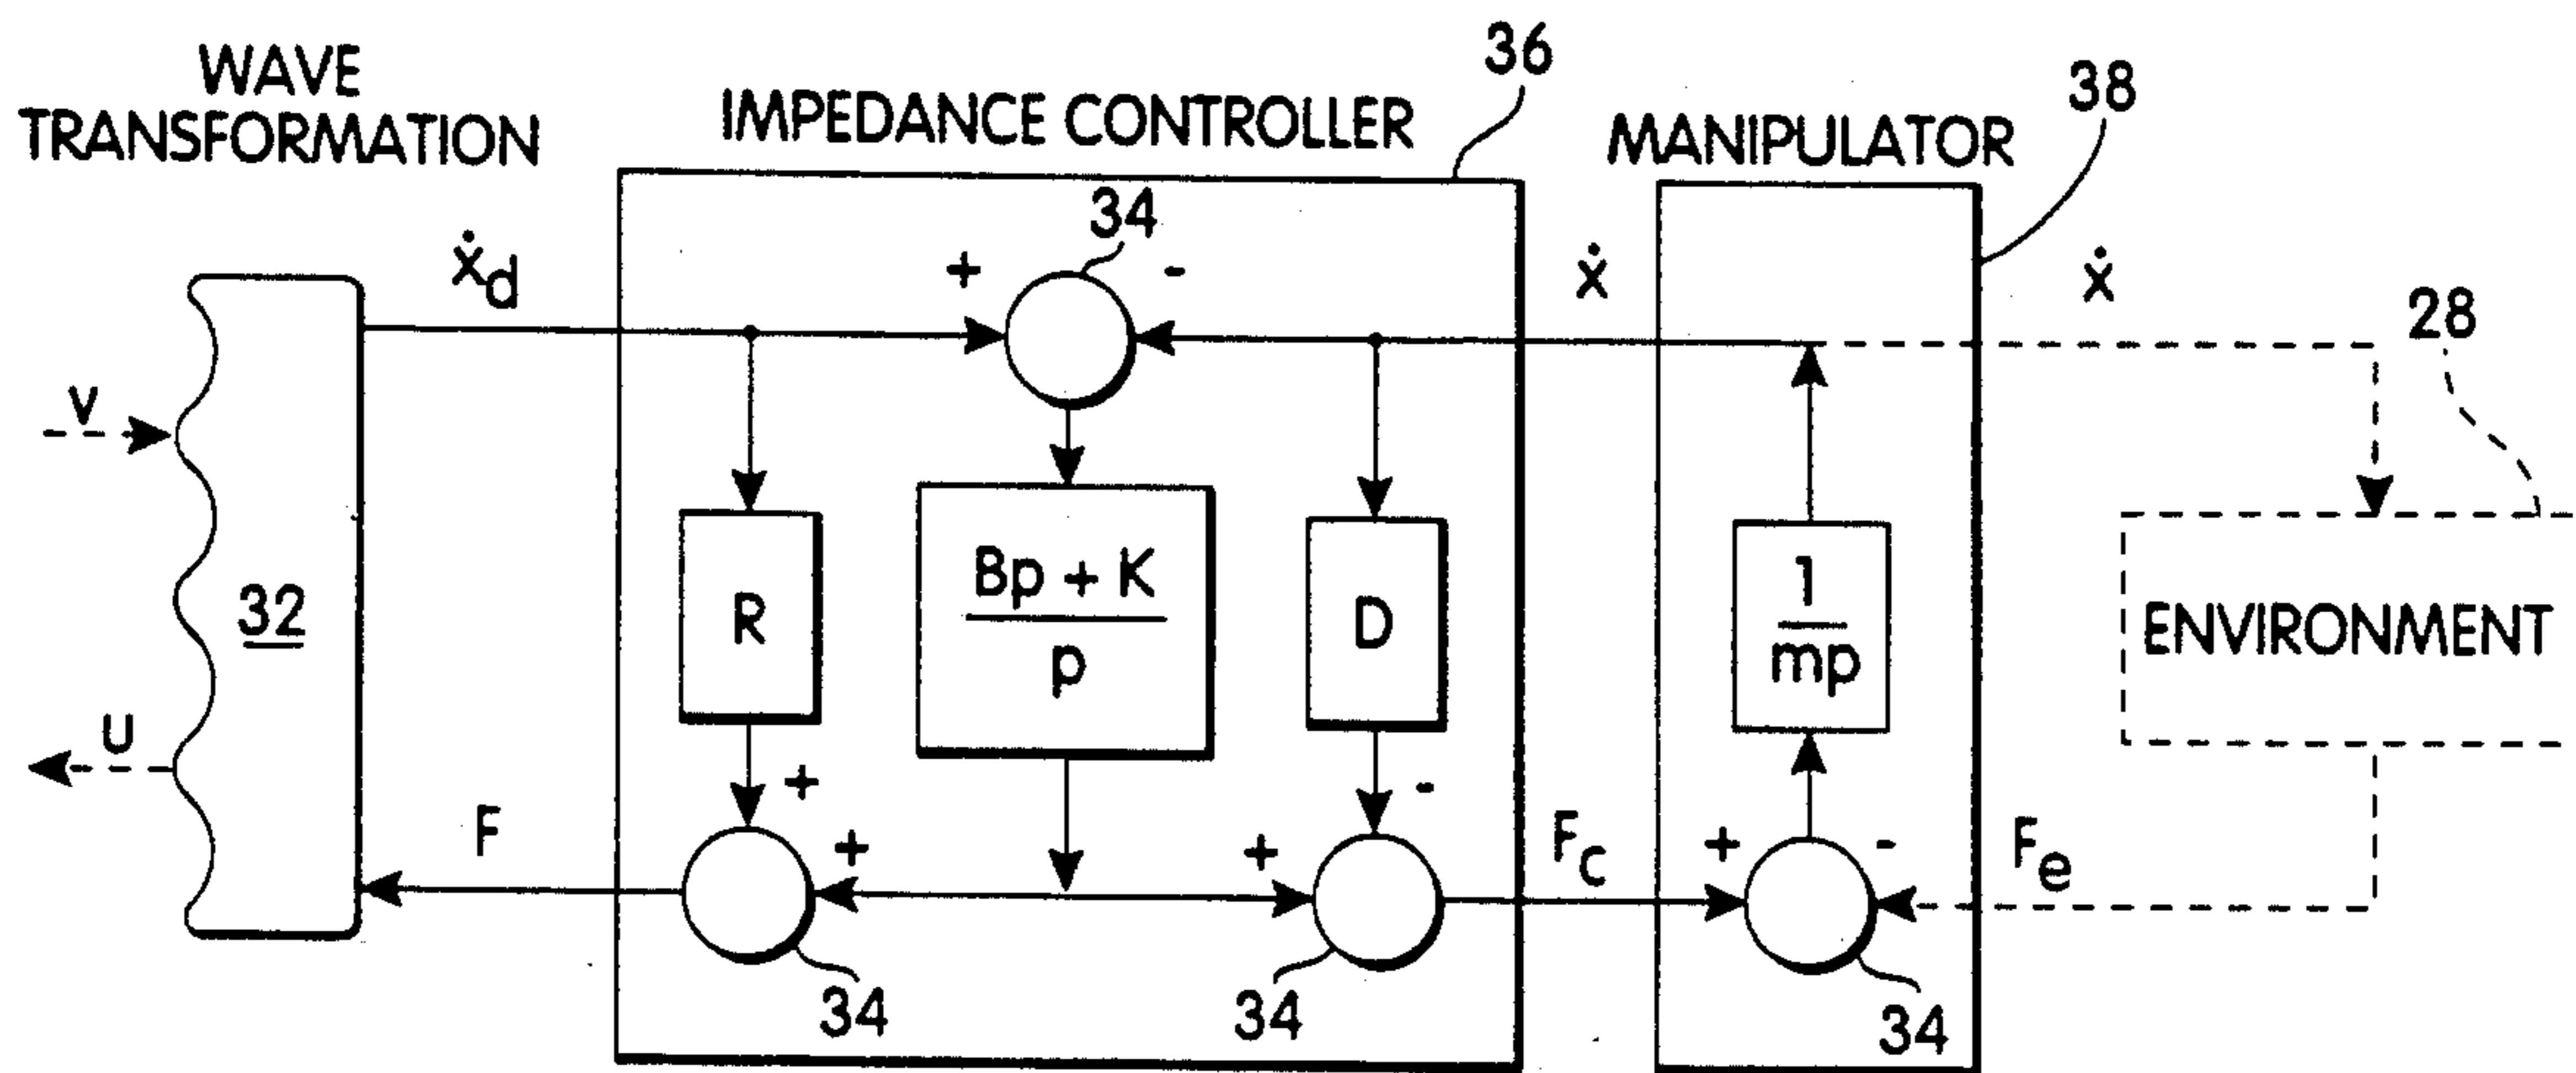 WAVE
TRANSFORMATION
IMPEDANCE CONTROLLER
36
MANIPULATOR
38
34
ẋd
+
-
ẋ
ẋ
28
V
32
R
Bp + K
p
D
1
mp
ENVIRONMENT
U
F
+
+
+
-
Fc
+
-
Fe
34
34
34